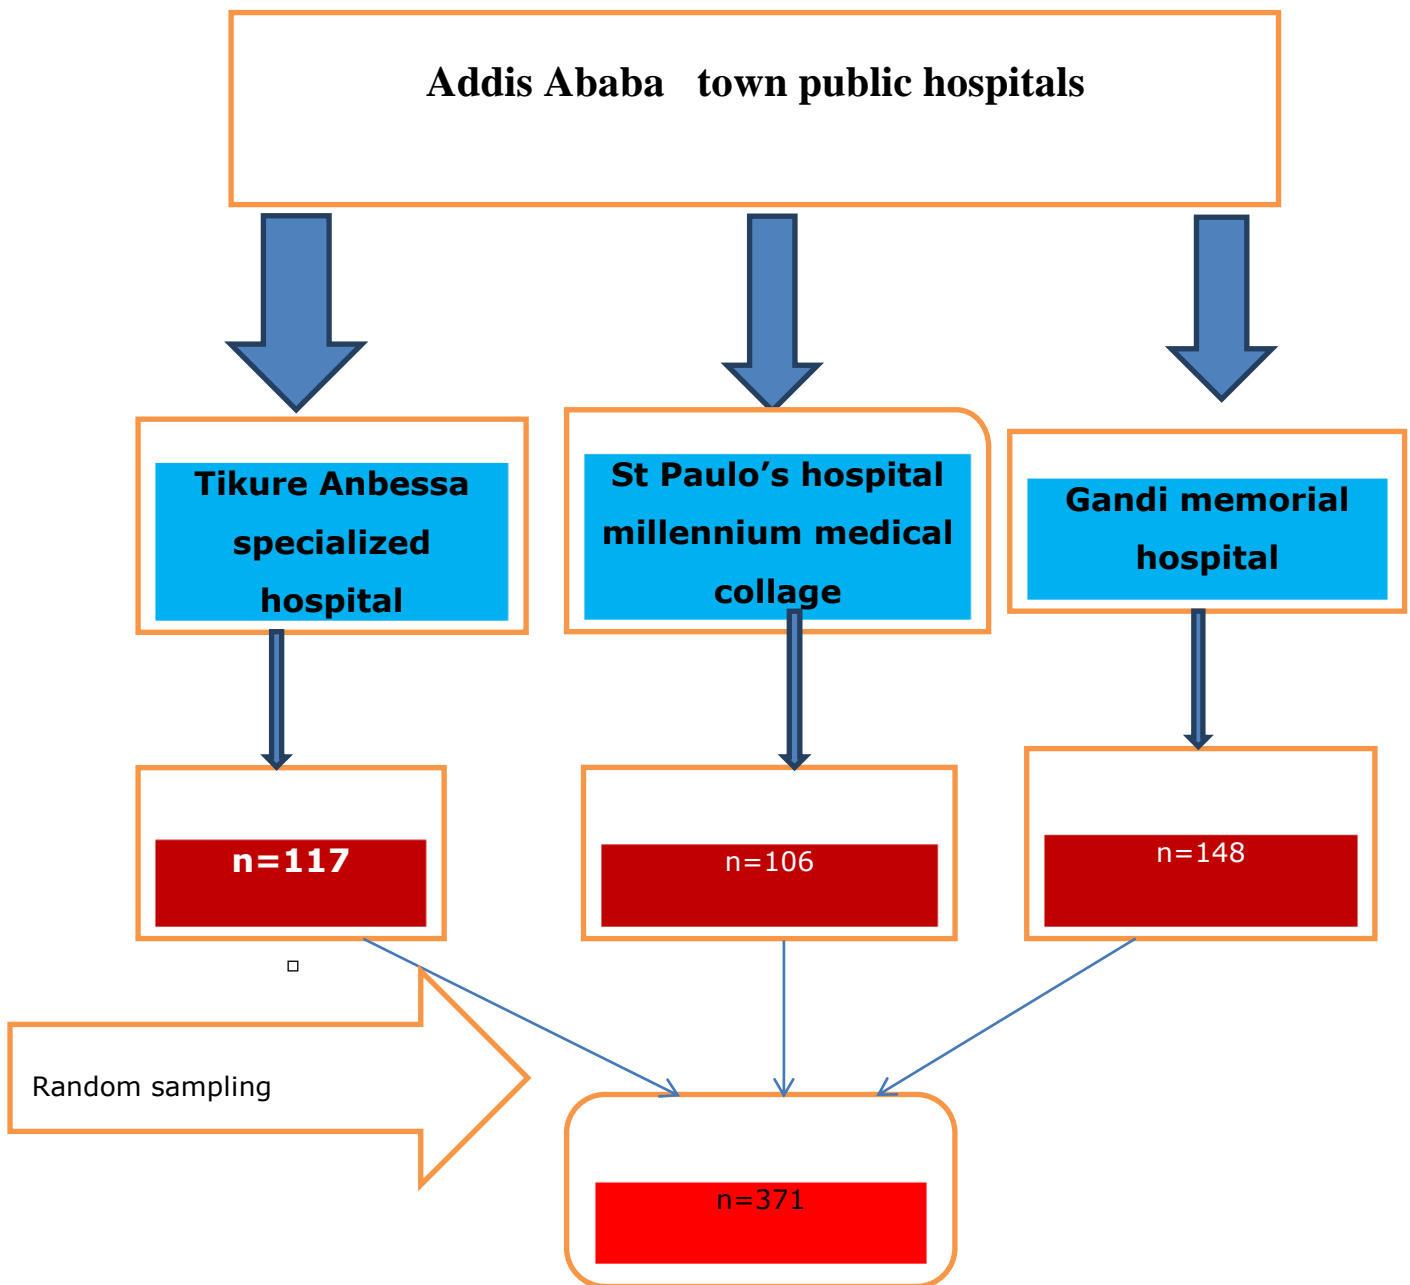 Addis Ababa town public hospitals
Tikure Anbessa
specialized
hospital
St Paulo’s hospital
millennium medical
collage
Gandi memorial
hospital
n=117
n=106
n=148
Random sampling
n=371